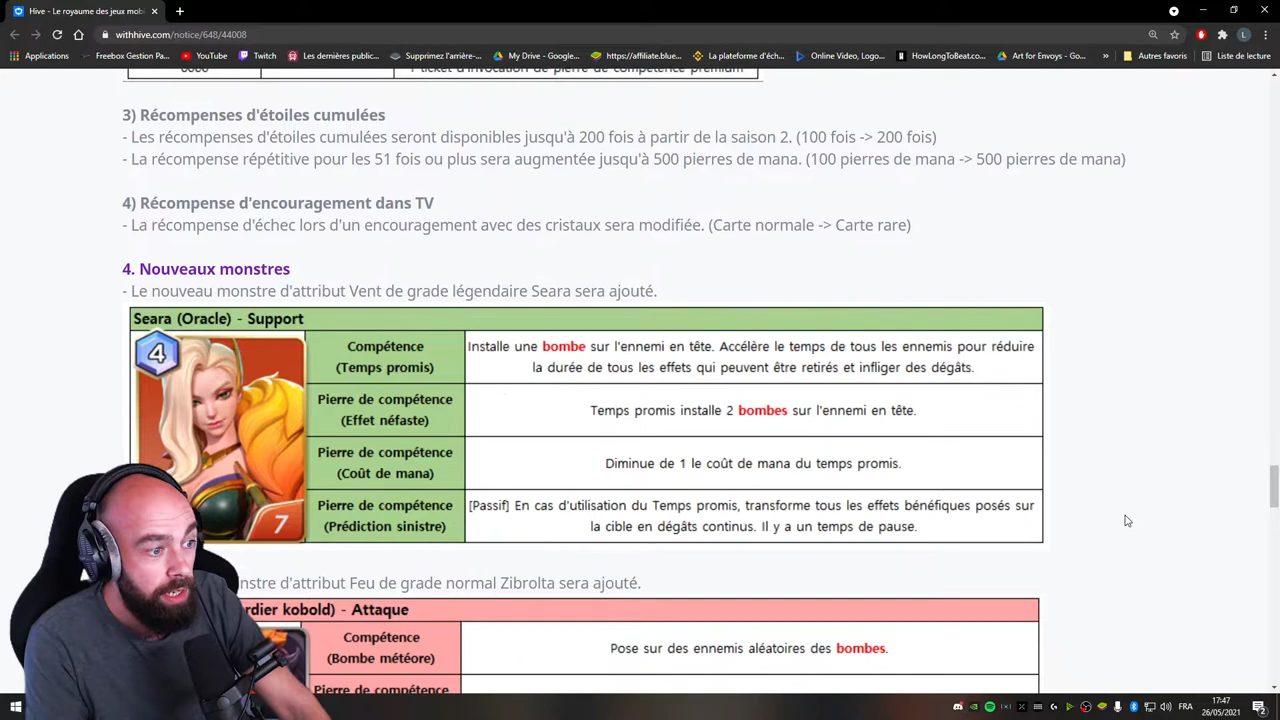 Hive - Le royaume des jeux mobi
withhive.com/notice/648/44008
Applications
Freebox Gestion Pa...
YouTube
Twitch
Les dernières public...
Supprimez l'arrière-...
My Drive - Google...
https://affiliate.blue...
La plateforme d'éch...
Online Video, Logo...
HowLongToBeat.co...
Art for Envoys - Go...
»
Autres favoris
Liste de lecture
1 ticket d'invocation de pierre de compétence premium
3) Récompenses d'étoiles cumulées
- Les récompenses d'étoiles cumulées seront disponibles jusqu'à 200 fois à partir de la saison 2. (100 fois -> 200 fois)
- La récompense répétitive pour les 51 fois ou plus sera augmentée jusqu'à 500 pierres de mana. (100 pierres de mana -> 500 pierres de mana)
4) Récompense d'encouragement dans TV
- La récompense d'échec lors d'un encouragement avec des cristaux sera modifiée. (Carte normale -> Carte rare)
4. Nouveaux monstres
- Le nouveau monstre d'attribut Vent de grade légendaire Seara sera ajouté.
Seara (Oracle) - Support
4
7
Compétence
(Temps promis)
Installe une bombe sur l'ennemi en tête. Accélère le temps de tous les ennemis pour réduire
la durée de tous les effets qui peuvent être retirés et infliger des dégâts.
Pierre de compétence
(Effet néfaste)
Temps promis installe 2 bombes sur l'ennemi en tête.
Pierre de compétence
(Coût de mana)
Diminue de 1 le coût de mana du temps promis.
Pierre de compétence
(Prédiction sinistre)
[Passif] En cas d'utilisation du Temps promis, transforme tous les effets bénéfiques posés sur
la cible en dégâts continus. Il y a un temps de pause.
nstre d'attribut Feu de grade normal Zibrolta sera ajouté.
rdier kobold) - Attaque
Compétence
(Bombe météore)
Pose sur des ennemis aléatoires des bombes.
Pierre de compétence
FRA
17:47
26/05/2021
2